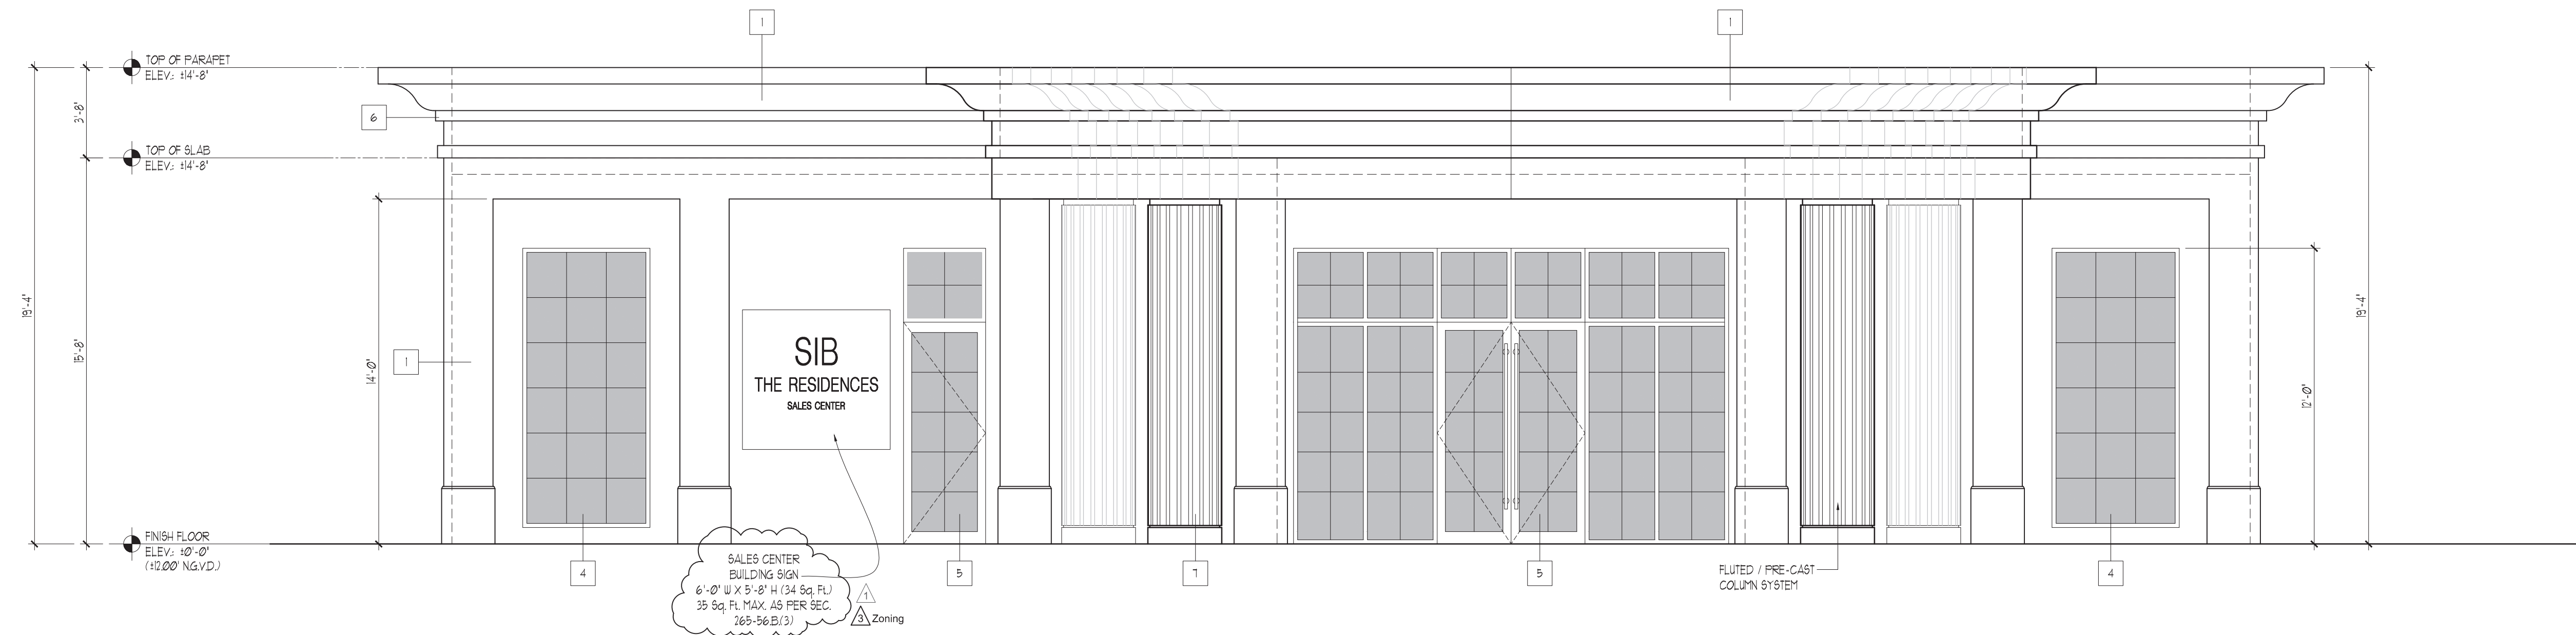 1
1
TOP OF PARAPET
ELEV.: ±14'-8"
3'-8"
6
TOP OF SLAB
ELEV.: ±14'-8"
19'-4"
15'-8"
14'-0"
1
SIB
THE RESIDENCES
SALES CENTER
12'-0"
19'-4"
FINISH FLOOR
ELEV.: ±0'-0"
(±12.00' N.G.V.D.)
4
SALES CENTER
BUILDING SIGN
6'-0" W X 5'-8" H (34 Sq. Ft.)
35 Sq. Ft. MAX. AS PER SEC.
265-56.B.(3)
1
3 Zoning
5
7
5
FLUTED / PRE-CAST
COLUMN SYSTEM
4